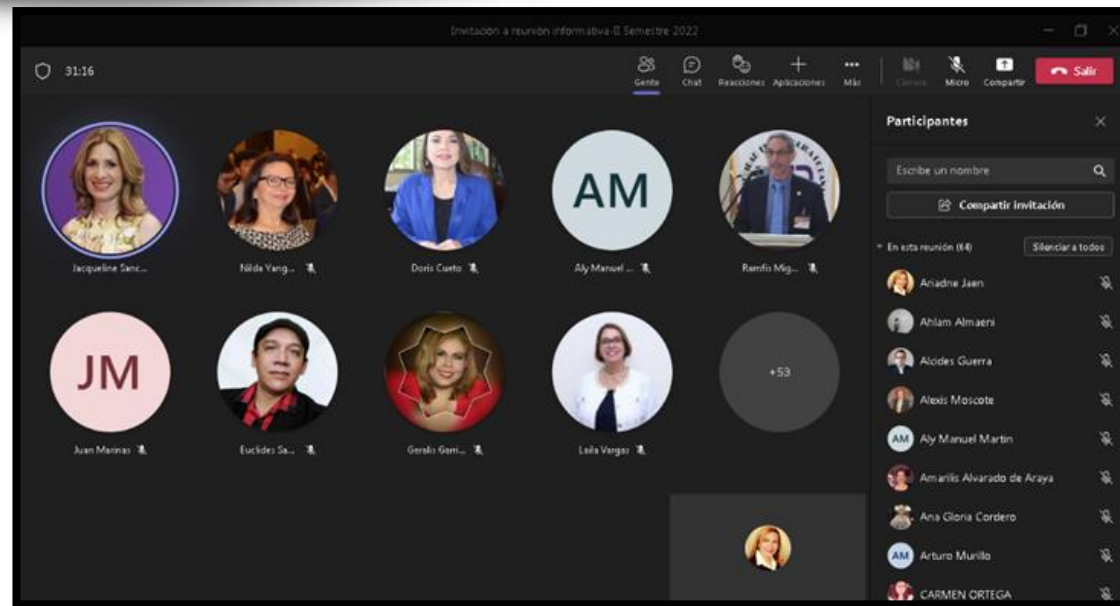 Invitación a reunión informativa-II Semestre 2022
31:16
Gente
Chat
Reacciones
Aplicaciones
Más
Cámara
Micro
Compartir
Salir
Jacqueline Sanc...
Nilda Yang...
Doris Cueto
AM
Aly Manuel ...
Ramfis Mig...
JM
Juan Marinas
Euclides Sa...
Geralis Garri...
Laila Vargas
+53
Participantes
Escribe un nombre
Compartir invitación
En esta reunión (64)
Silenciar a todos
Ariadne Jaen
Ahlam Almaeni
Alcides Guerra
Alexis Moscote
AM
Aly Manuel Martin
Amarilis Alvarado de Araya
Ana Gloria Cordero
AM
Arturo Murillo
CARMEN ORTEGA